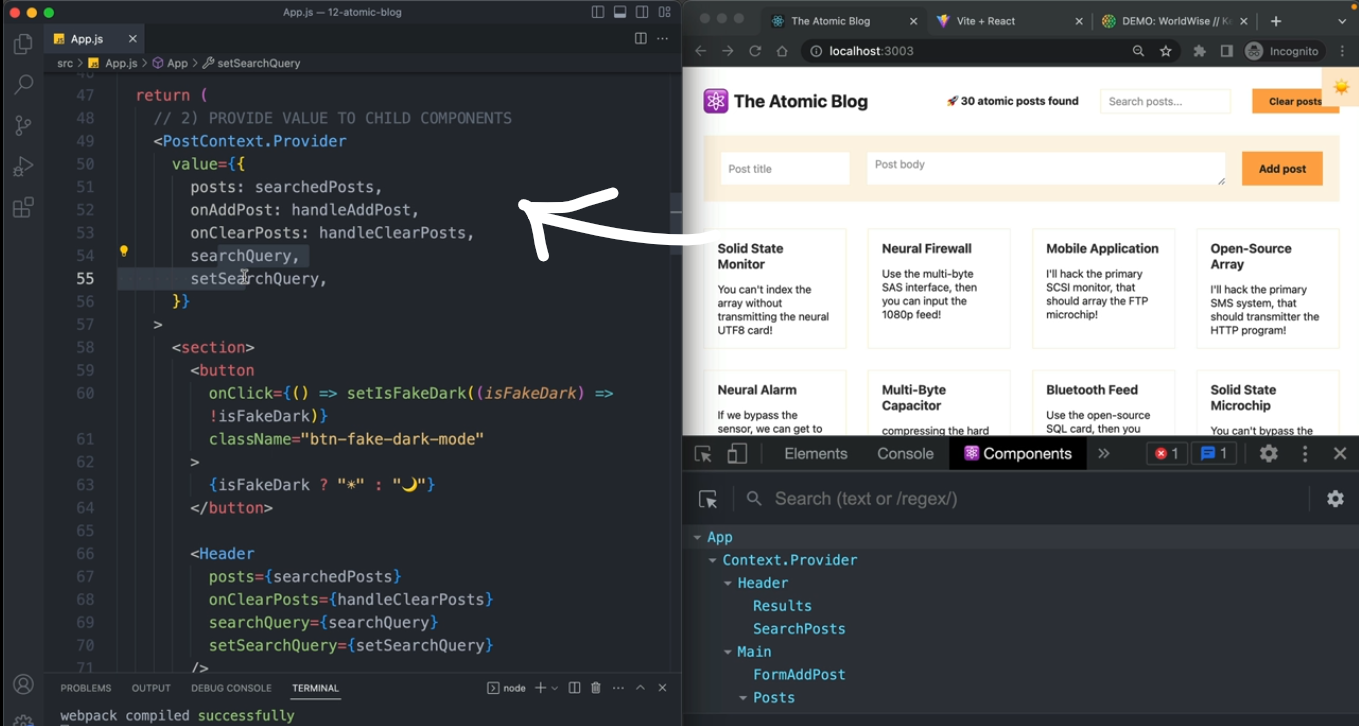 App.js — 12-atomic-blog
App.js
src > App.js > App > setSearchQuery
46
47 return (
48 // 2) PROVIDE VALUE TO CHILD COMPONENTS
49 <PostContext.Provider
50 value={{
51 posts: searchedPosts,
52 onAddPost: handleAddPost,
53 onClearPosts: handleClearPosts,
54 searchQuery,
55 setSearchQuery,
56 }}
57 >
58 <section>
59 <button
60 onClick={() => setIsFakeDark((isFakeDark) =>
!isFakeDark)}
61 className="btn-fake-dark-mode"
62 >
63 {isFakeDark ? "☀" : "🌙"}
64 </button>
65
66 <Header
67 posts={searchedPosts}
68 onClearPosts={handleClearPosts}
69 searchQuery={searchQuery}
70 setSearchQuery={setSearchQuery}
71 />
PROBLEMS OUTPUT DEBUG CONSOLE TERMINAL
node
webpack compiled successfully
The Atomic Blog
Vite + React
DEMO: WorldWise //
localhost:3003
Incognito
The Atomic Blog
🚀 30 atomic posts found
Search posts...
Clear posts
Post title
Post body
Add post
Solid State
Monitor
You can't index the
array without
transmitting the neural
UTF8 card!
Neural Firewall
Use the multi-byte
SAS interface, then
you can input the
1080p feed!
Mobile Application
I'll hack the primary
SCSI monitor, that
should array the FTP
microchip!
Open-Source
Array
I'll hack the primary
SMS system, that
should transmitter the
HTTP program!
Neural Alarm
If we bypass the
sensor, we can get to
Multi-Byte
Capacitor
compressing the hard
Bluetooth Feed
Use the open-source
SQL card, then you
Solid State
Microchip
You can't bypass the
Elements Console Components » 1 1
Search (text or /regex/)
App
Context.Provider
Header
Results
SearchPosts
Main
FormAddPost
Posts